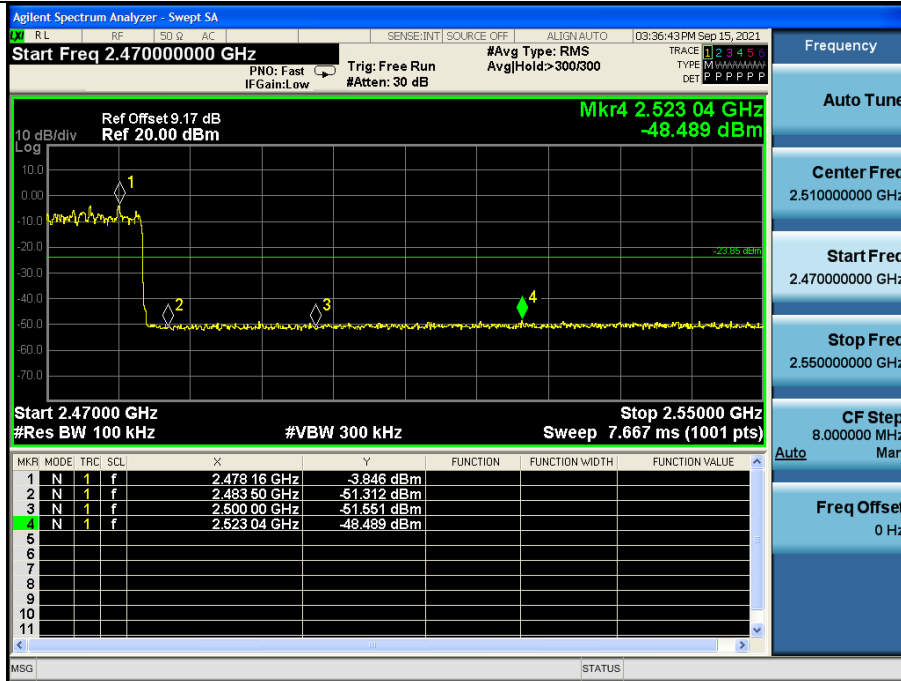 Agilent Spectrum Analyzer - Swept SA
LXI RL RF 50 Ω AC SENSE:INT SOURCE OFF ALIGN AUTO 03:36:43 PM Sep 15, 2021
Start Freq 2.470000000 GHz
PNO: Fast
IFGain:Low
Trig: Free Run
#Atten: 30 dB
#Avg Type: RMS
Avg|Hold:>300/300
TRACE 1 2 3 4 5 6
TYPE M WWWWW
DET P P P P P P
Mkr4 2.523 04 GHz
-48.489 dBm
Ref Offset 9.17 dB
10 dB/div Ref 20.00 dBm
Log
10.0
0.00
-10.0
-20.0
-30.0
-40.0
-50.0
-60.0
-70.0
1
2
3
4
-23.85 dBm
Start 2.47000 GHz Stop 2.55000 GHz
#Res BW 100 kHz #VBW 300 kHz Sweep 7.667 ms (1001 pts)
MKR MODE TRC SCL X Y FUNCTION FUNCTION WIDTH FUNCTION VALUE
1 N 1 f 2.478 16 GHz -3.846 dBm
2 N 1 f 2.483 50 GHz -51.312 dBm
3 N 1 f 2.500 00 GHz -51.551 dBm
4 N 1 f 2.523 04 GHz -48.489 dBm
5
6
7
8
9
10
11
MSG STATUS
Frequency
Auto Tune
Center Freq
2.510000000 GHz
Start Freq
2.470000000 GHz
Stop Freq
2.550000000 GHz
CF Step
8.000000 MHz
Auto Man
Freq Offset
0 Hz